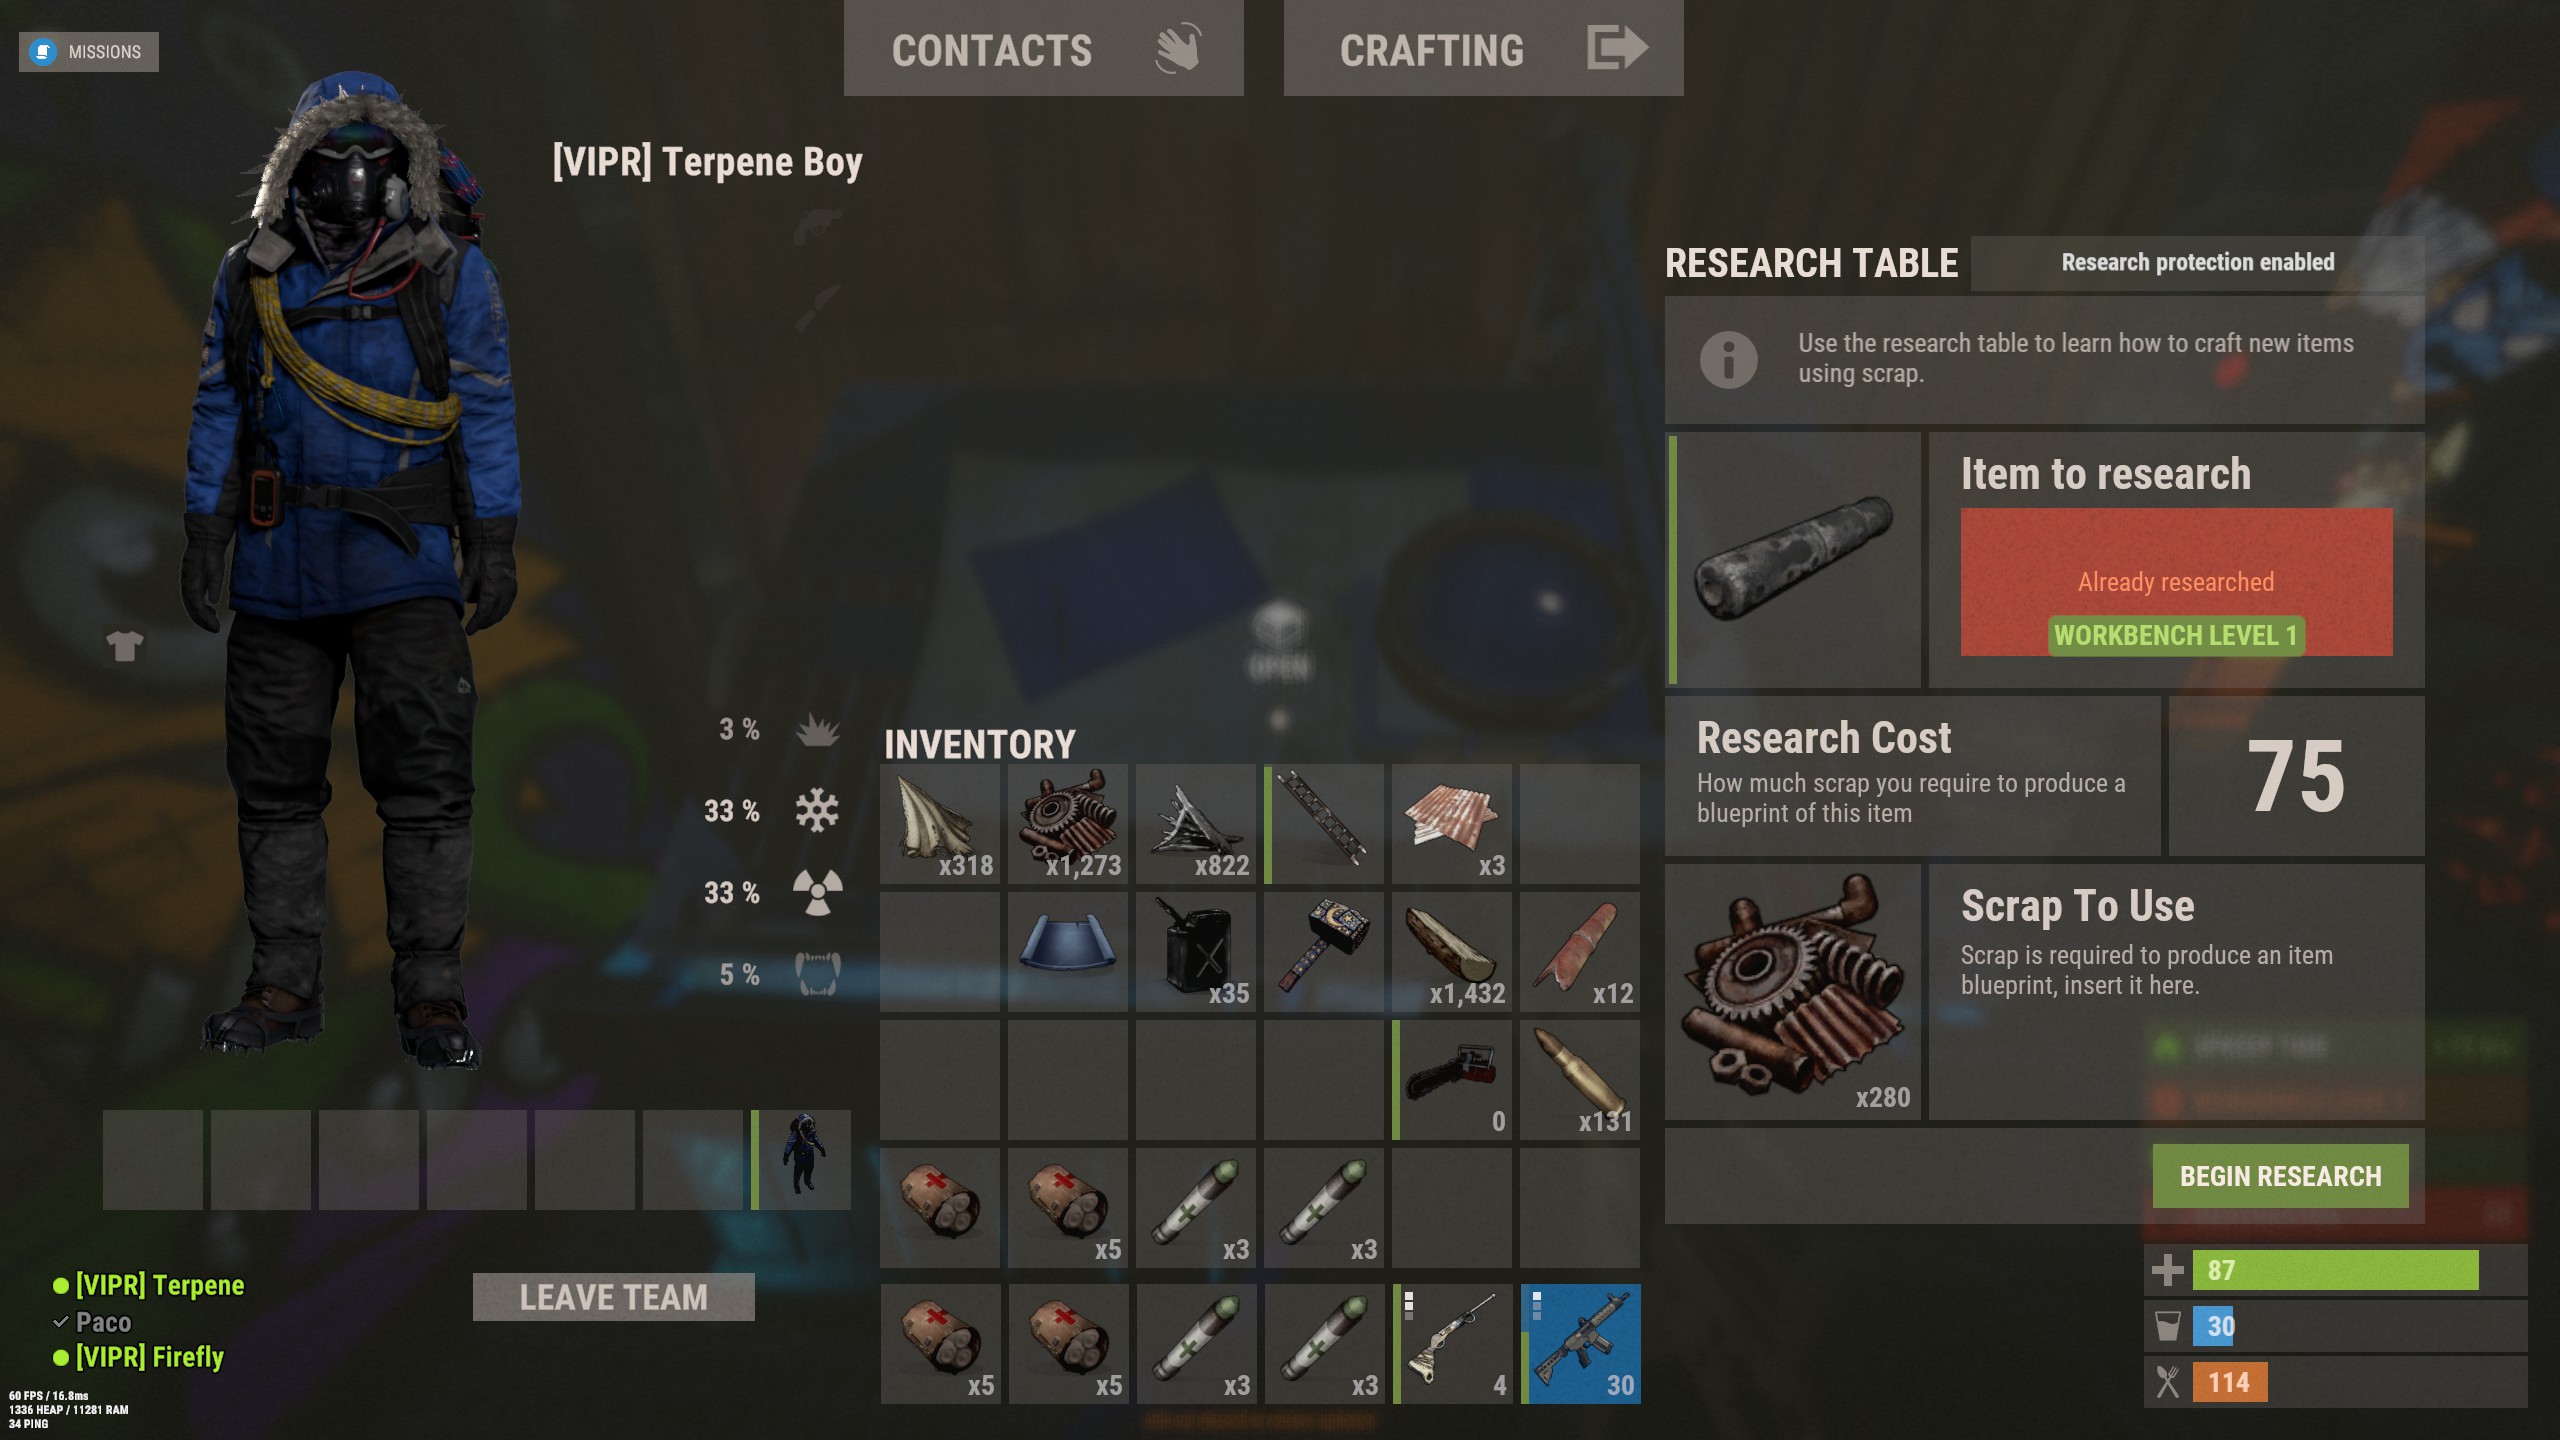 MISSIONS
CONTACTS
CRAFTING
[VIPR] Terpene Boy
RESEARCH TABLE
Research protection enabled
Use the research table to learn how to craft new items
using scrap.
Item to research
Already researched
WORKBENCH LEVEL 1
OPEN
3 %
33 %
33 %
5 %
INVENTORY
x318
x1,273
x822
x3
x35
x1,432
x12
0
x131
x5
x3
x3
x5
x5
x3
x3
4
30
Research Cost
How much scrap you require to produce a
blueprint of this item
75
Scrap To Use
Scrap is required to produce an item
blueprint, insert it here.
x280
BEGIN RESEARCH
87
30
114
[VIPR] Terpene
Paco
[VIPR] Firefly
LEAVE TEAM
60 FPS / 16.8ms
1336 HEAP / 11281 RAM
34 PING